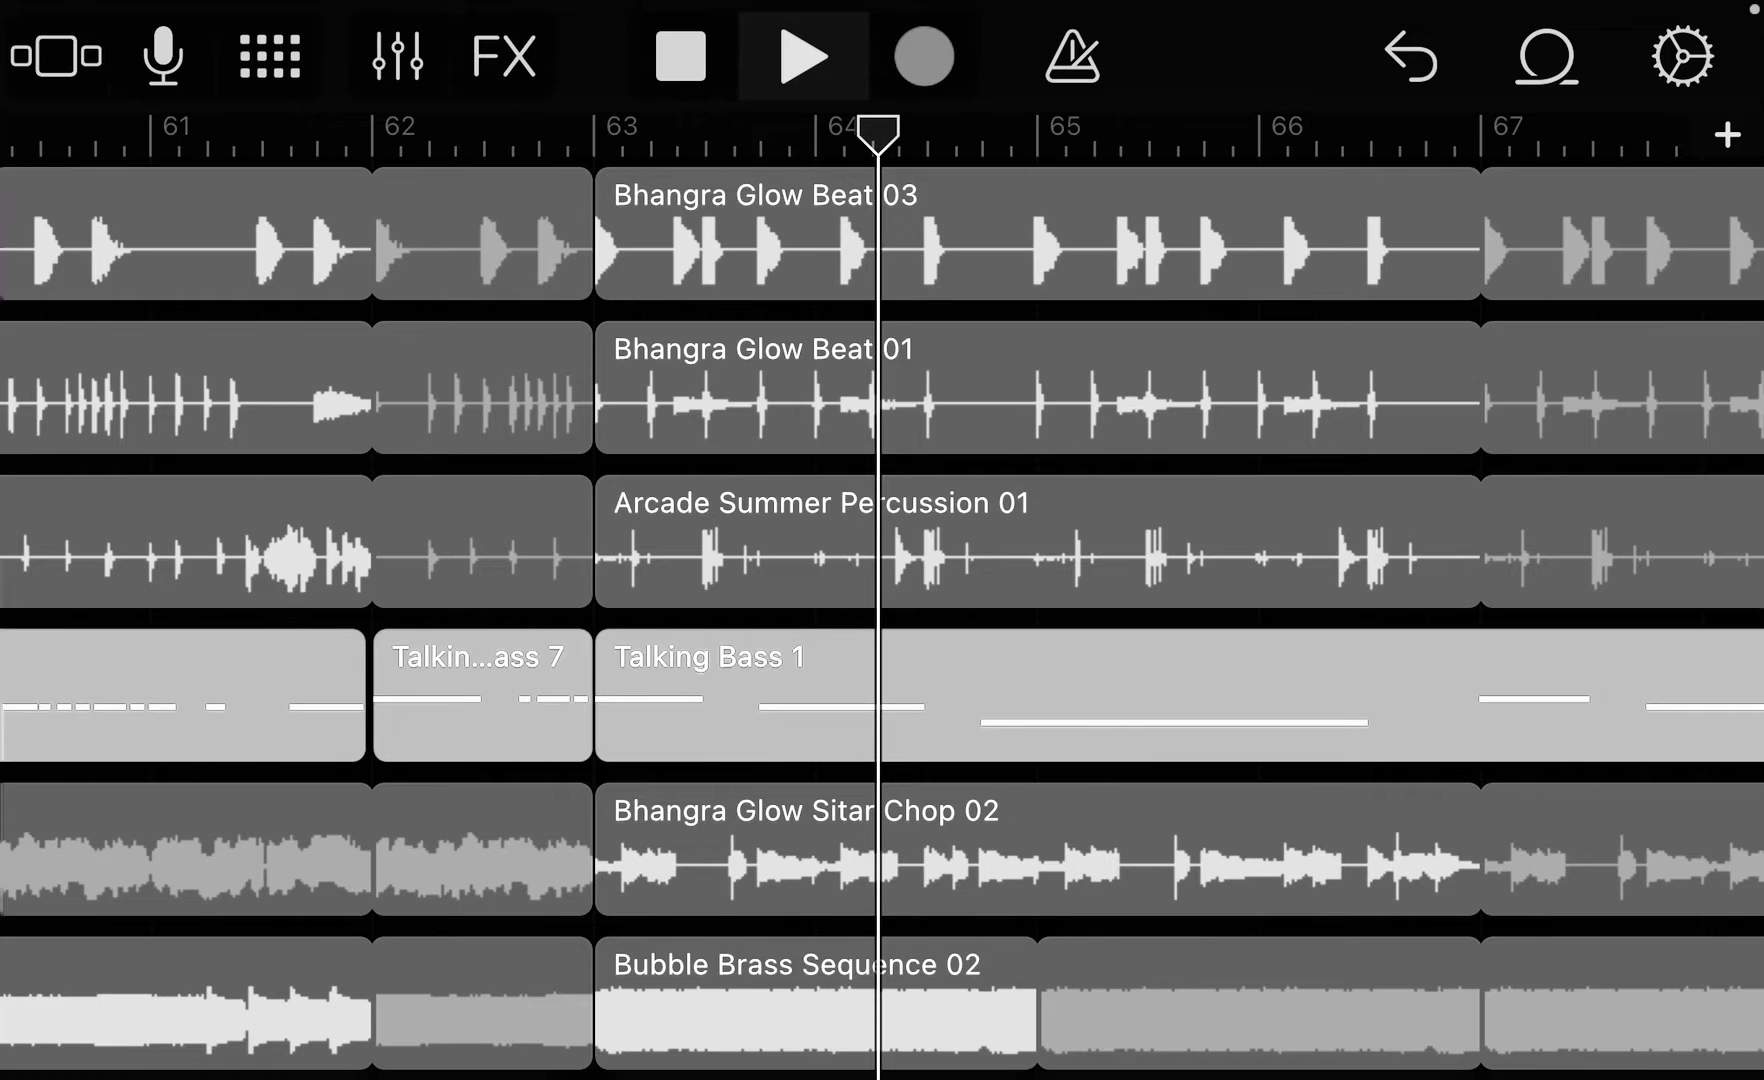 FX
61 62 63 64 65 66 67 +
Bhangra Glow Beat 03
Bhangra Glow Beat 01
Arcade Summer Percussion 01
Talkin...ass 7
Talking Bass 1
Bhangra Glow Sitar Chop 02
Bubble Brass Sequence 02